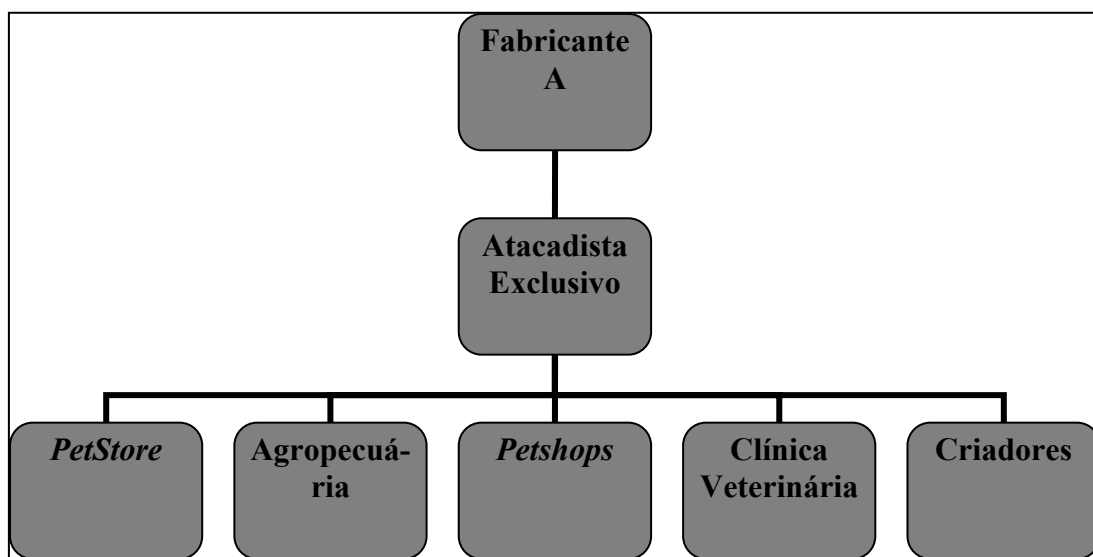 Fabricante
A
Atacadista
Exclusivo
PetStore
Agropecuá-
ria
Petshops
Clínica
Veterinária
Criadores